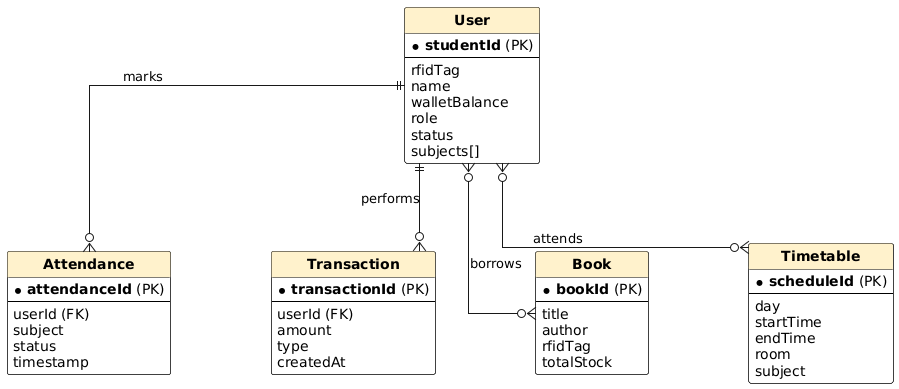 User
studentId (PK)
rfidTag
name
walletBalance
role
status
subjects[]
marks
performs
borrows
attends
Attendance
attendanceId (PK)
userId (FK)
subject
status
timestamp
Transaction
transactionId (PK)
userId (FK)
amount
type
createdAt
Book
bookId (PK)
title
author
rfidTag
totalStock
Timetable
scheduleId (PK)
day
startTime
endTime
room
subject